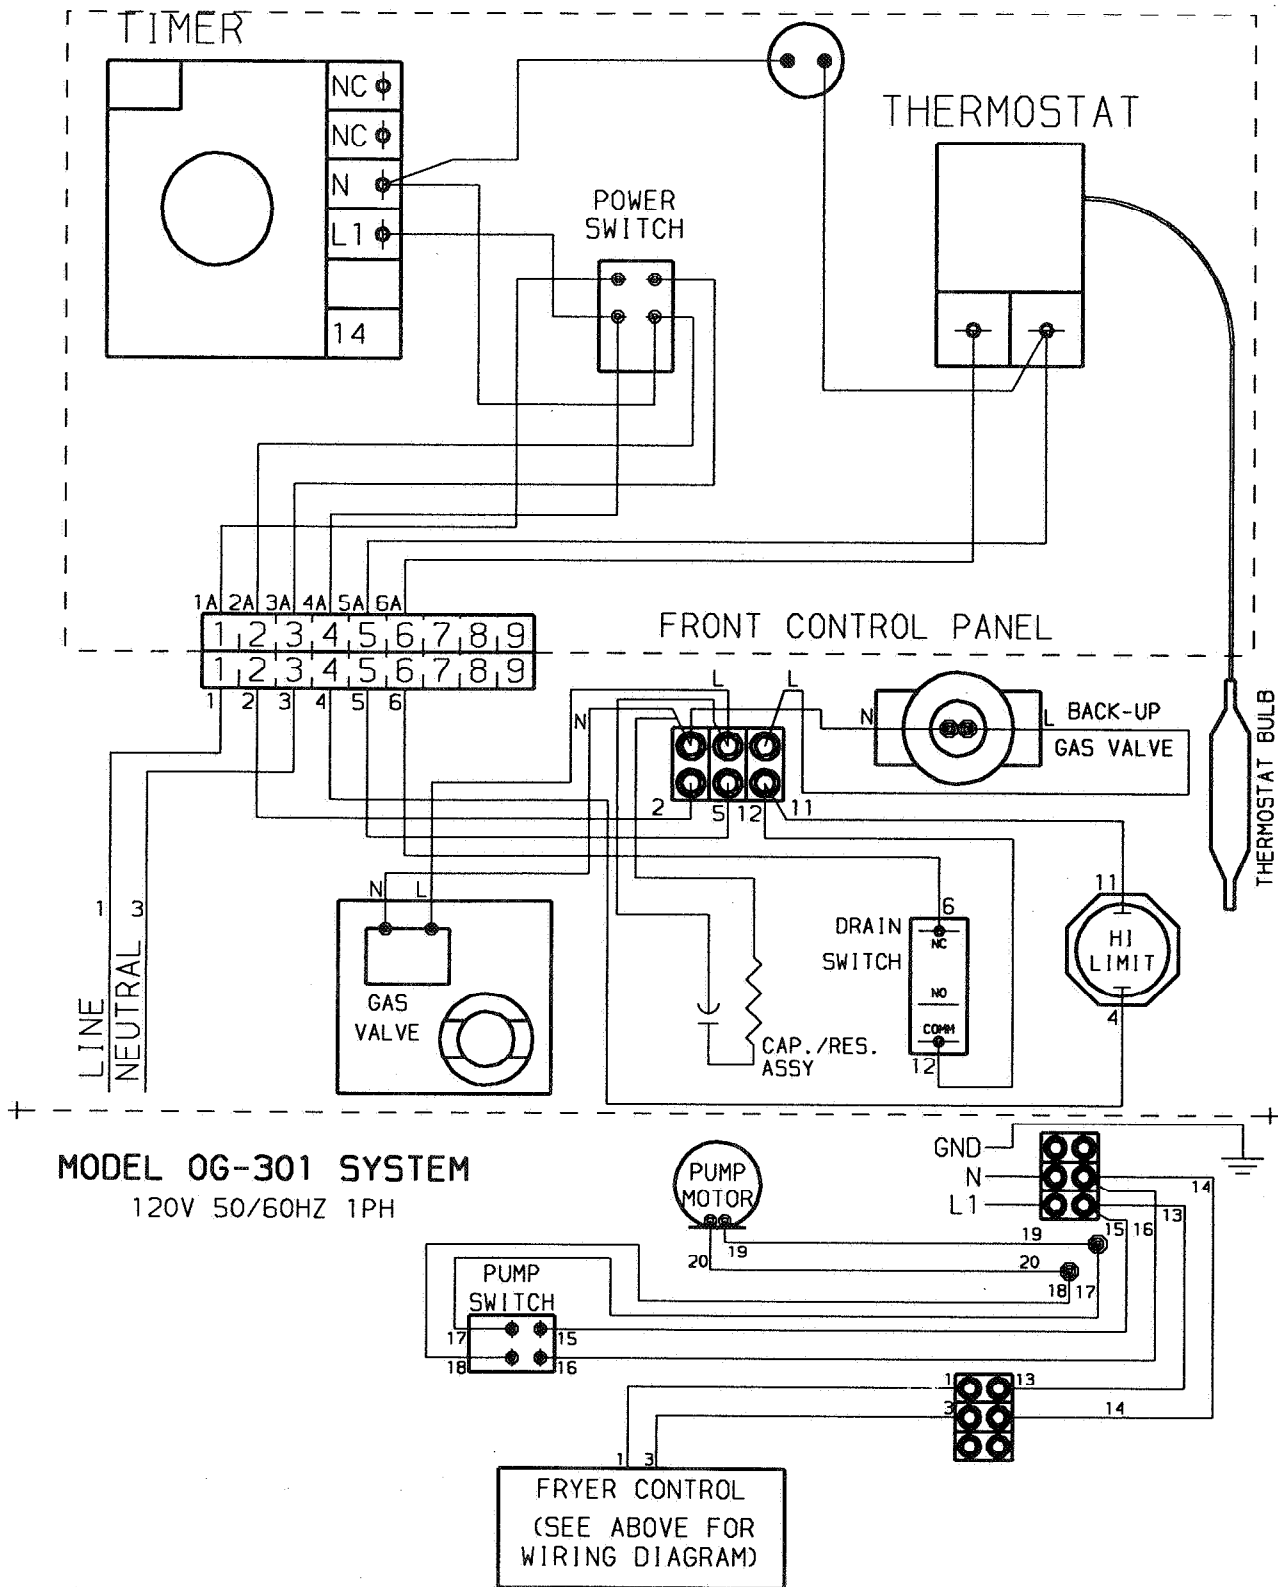 TIMER
NC
NC
N
L1
14
POWER
SWITCH
THERMOSTAT
1A 2A 3A 4A 5A 6A
1 2 3 4 5 6 7 8 9
1 2 3 4 5 6 7 8 9
1 2 3 4 5 6
FRONT CONTROL PANEL
N
L
L
N
L
BACK-UP
GAS VALVE
THERMOSTAT BULB
2
5
12
11
1
3
LINE
NEUTRAL
N
L
GAS
VALVE
CAP./RES.
ASSY
DRAIN
SWITCH
6
NC
NO
COMM
12
11
HI
LIMIT
4
MODEL OG-301 SYSTEM
120V 50/60HZ 1PH
PUMP
MOTOR
20
19
GND
N
L1
14
13
15
16
19
20
18
17
PUMP
SWITCH
17
15
18
16
1
13
3
14
1
3
FRYER CONTROL
(SEE ABOVE FOR
WIRING DIAGRAM)